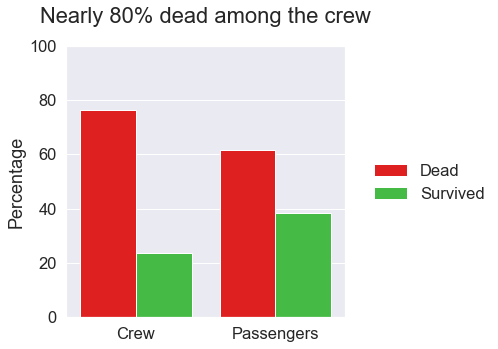 Nearly 80% dead among the crew
100
80
60
40
20
0
Percentage
Crew Passengers
Dead
Survived